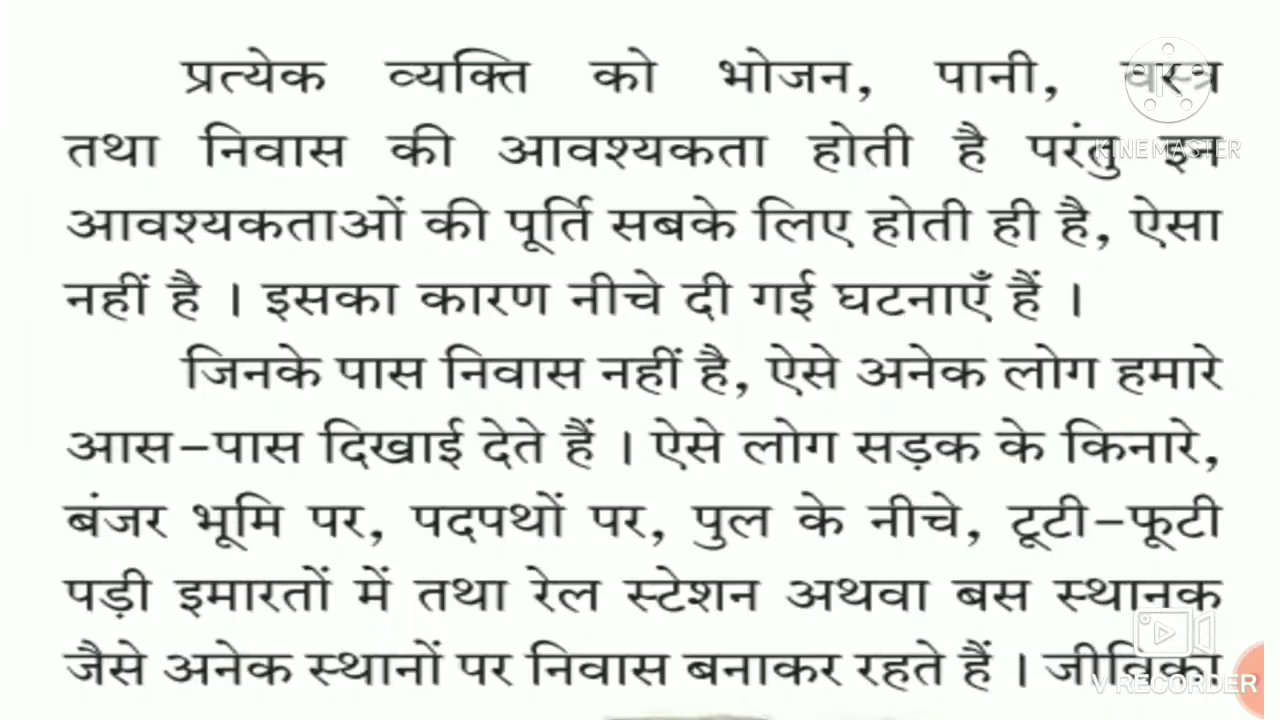 प्रत्येक व्यक्ति को भोजन, पानी, वस्त्र
तथा निवास की आवश्यकता होती है परंतु इन
आवश्यकताओं की पूर्ति सबके लिए होती ही है, ऐसा
नहीं है । इसका कारण नीचे दी गई घटनाएँ हैं ।
जिनके पास निवास नहीं है, ऐसे अनेक लोग हमारे
आस-पास दिखाई देते हैं । ऐसे लोग सड़क के किनारे,
बंजर भूमि पर, पदपथों पर, पुल के नीचे, टूटी-फूटी
पड़ी इमारतों में तथा रेल स्टेशन अथवा बस स्थानक
जैसे अनेक स्थानों पर निवास बनाकर रहते हैं । जीविका
KINEMASTER
V RECORDER